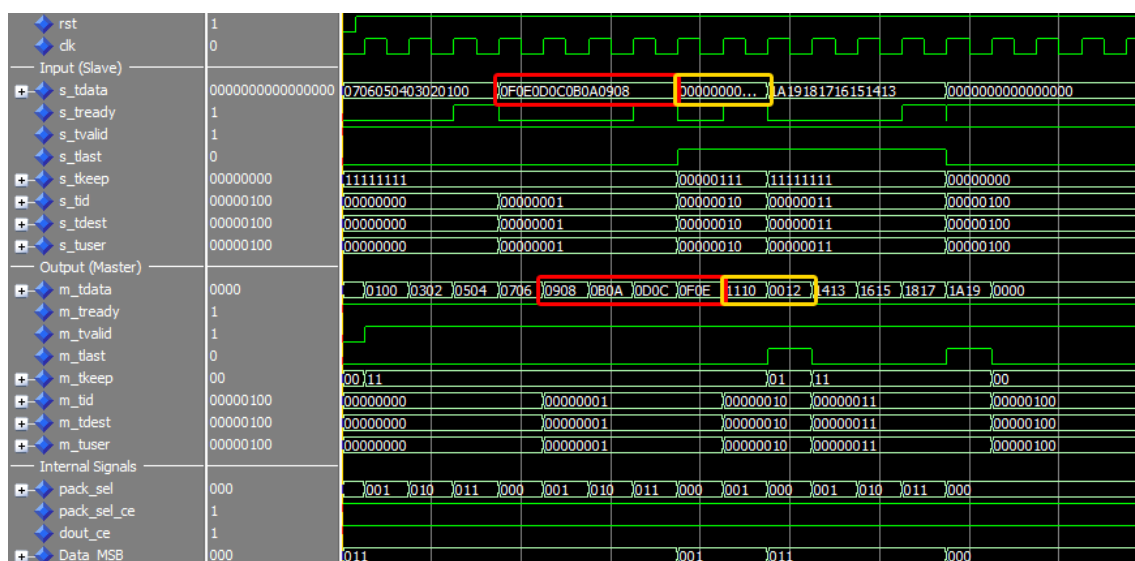 rst 1
clk 0
Input (Slave)
s_tdata 0000000000000000 0706050403020100 0F0E0D0C0B0A0908 00000000... 1A19181716151413 0000000000000000
s_tready 1
s_tvalid 1
s_tlast 0
s_tkeep 00000000 11111111 00000111 11111111 00000000
s_tid 00000100 00000000 00000001 00000010 00000011 00000100
s_tdest 00000100 00000000 00000001 00000010 00000011 00000100
s_tuser 00000100 00000000 00000001 00000010 00000011 00000100
Output (Master)
m_tdata 0000 0100 0302 0504 0706 0908 0B0A 0D0C 0F0E 1110 0012 1413 1615 1817 1A19 0000
m_tready 1
m_tvalid 1
m_tlast 0
m_tkeep 00 00 11 01 11 00
m_tid 00000100 00000000 00000001 00000010 00000011 00000100
m_tdest 00000100 00000000 00000001 00000010 00000011 00000100
m_tuser 00000100 00000000 00000001 00000010 00000011 00000100
Internal Signals
pack_sel 000 001 010 011 000 001 010 011 000 001 000 001 010 011 000
pack_sel_ce 1
dout_ce 1
Data_MSB 000 011 001 011 000